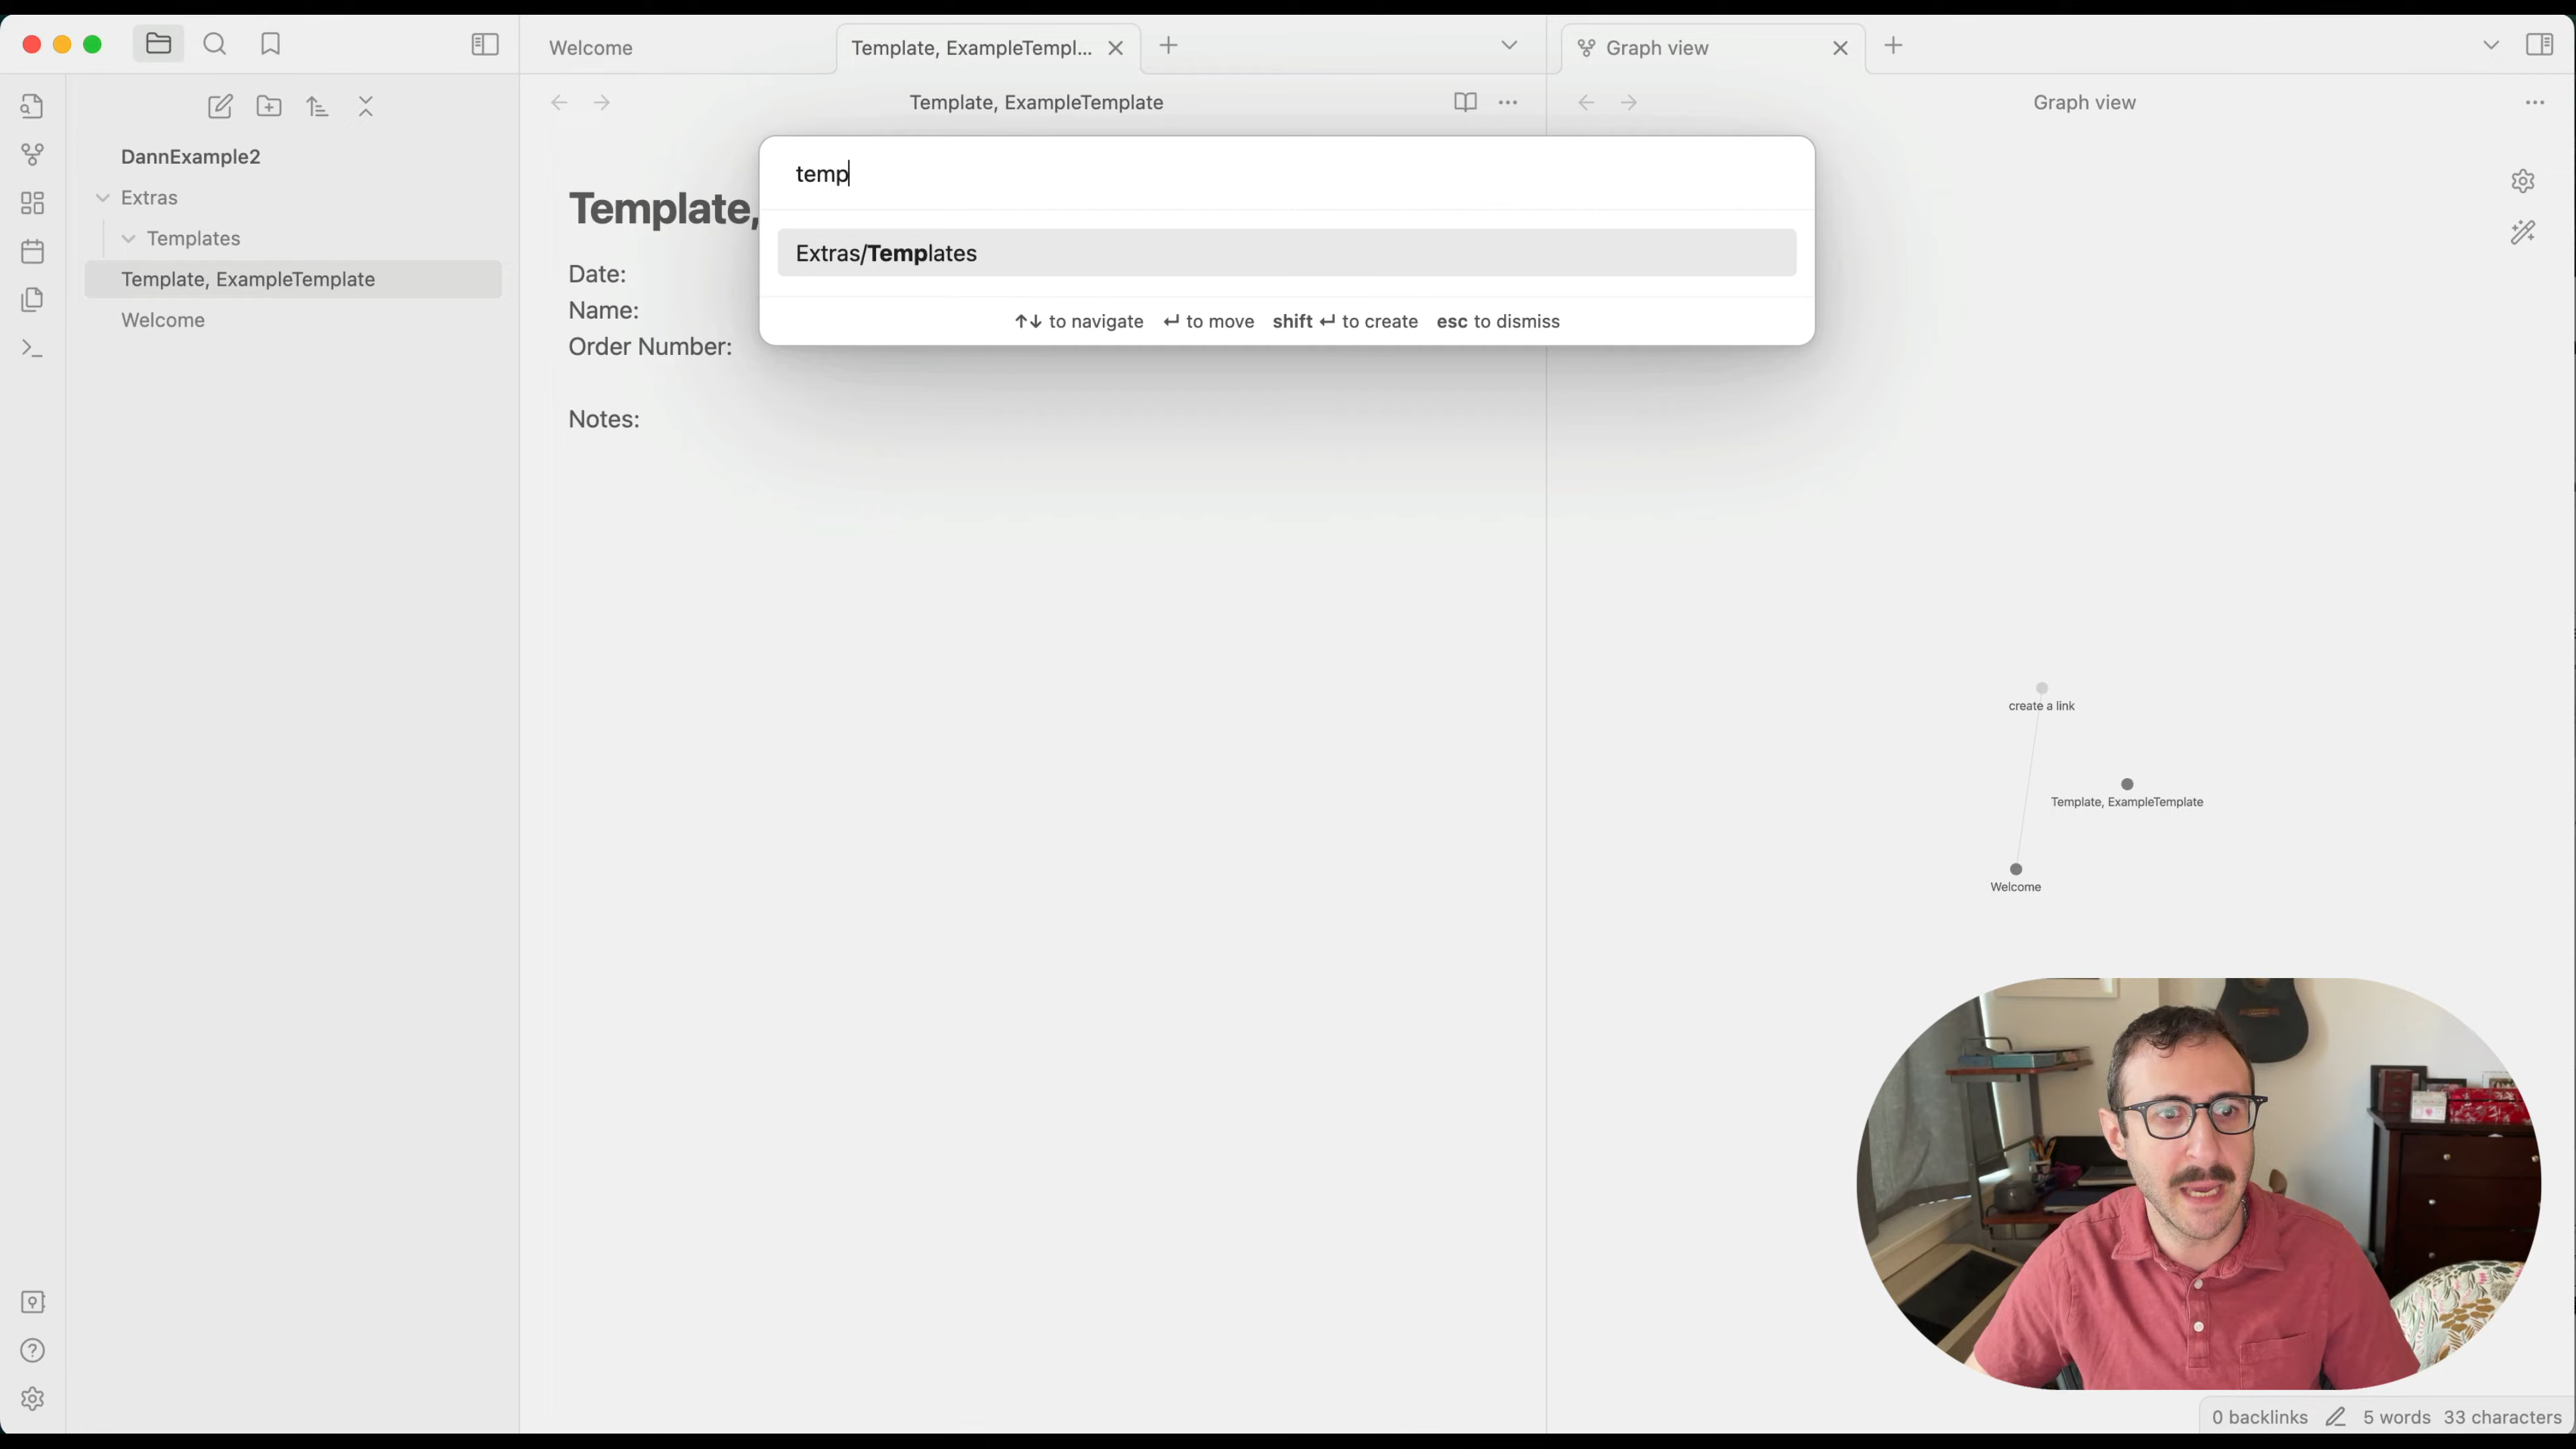 Welcome
Template, ExampleTempl...
Graph view
Template, ExampleTemplate
Graph view
DannExample2
Extras
Templates
Template, ExampleTemplate
Welcome
temp
Extras/Templates
↑↓ to navigate ↵ to move shift ↵ to create esc to dismiss
Template,
Date:
Name:
Order Number:
Notes:
create a link
Template, ExampleTemplate
Welcome
0 backlinks 5 words 33 characters